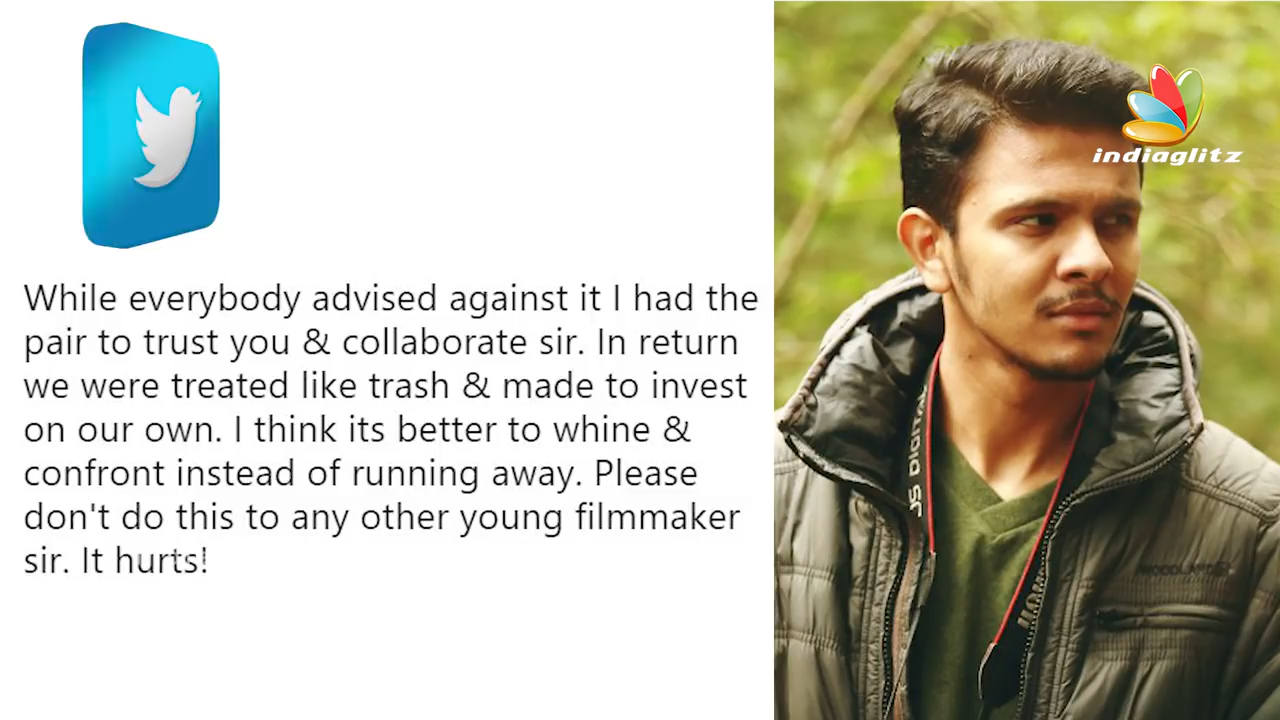 While everybody advised against it I had the
pair to trust you & collaborate sir. In return
we were treated like trash & made to invest
on our own. I think its better to whine &
confront instead of running away. Please
don't do this to any other young filmmaker
sir. It hurts!
indiaglitz
WOODLAND